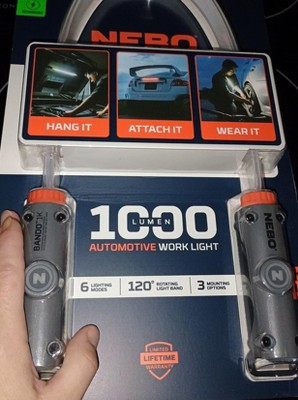 NEBO
HANG IT
ATTACH IT
WEAR IT
1000
LUMEN
AUTOMOTIVE WORK LIGHT
6 LIGHTING MODES
120° ROTATING LIGHT BAND
3 MOUNTING OPTIONS
LIMITED
LIFETIME
WARRANTY
N
NEBO